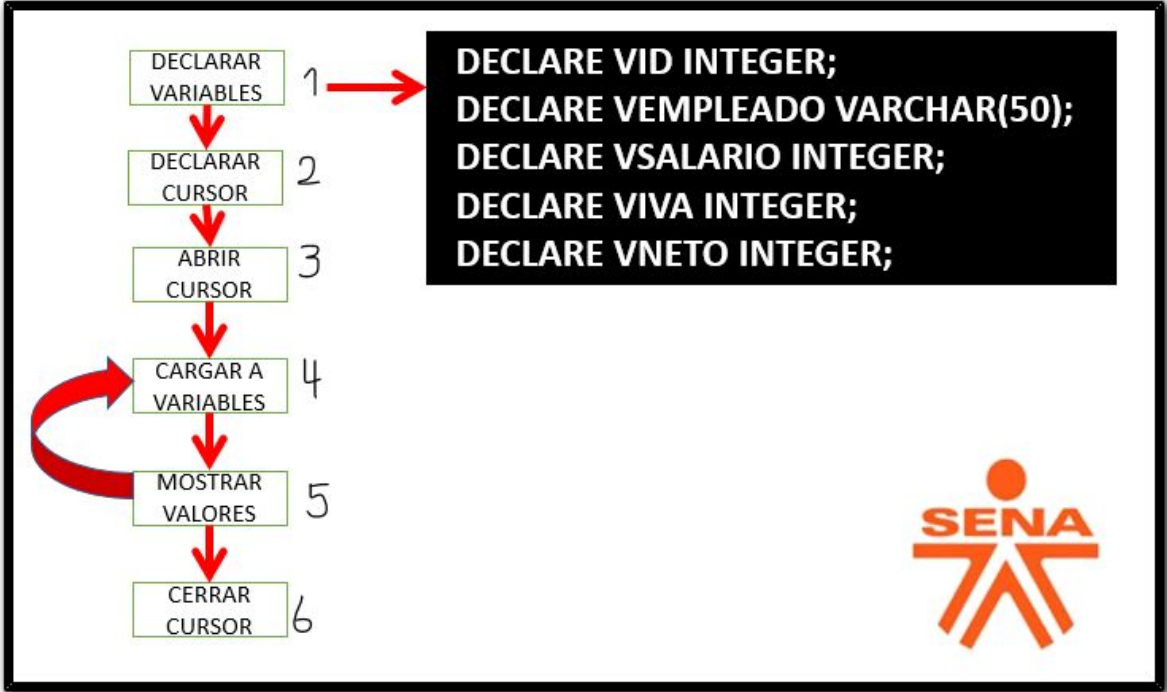 DECLARAR
VARIABLES
1
DECLARE VID INTEGER;
DECLARE VEMPLEADO VARCHAR(50);
DECLARE VSALARIO INTEGER;
DECLARE VIVA INTEGER;
DECLARE VNETO INTEGER;
DECLARAR
CURSOR
2
ABRIR
CURSOR
3
CARGAR A
VARIABLES
4
MOSTRAR
VALORES
5
CERRAR
CURSOR
6
SENA